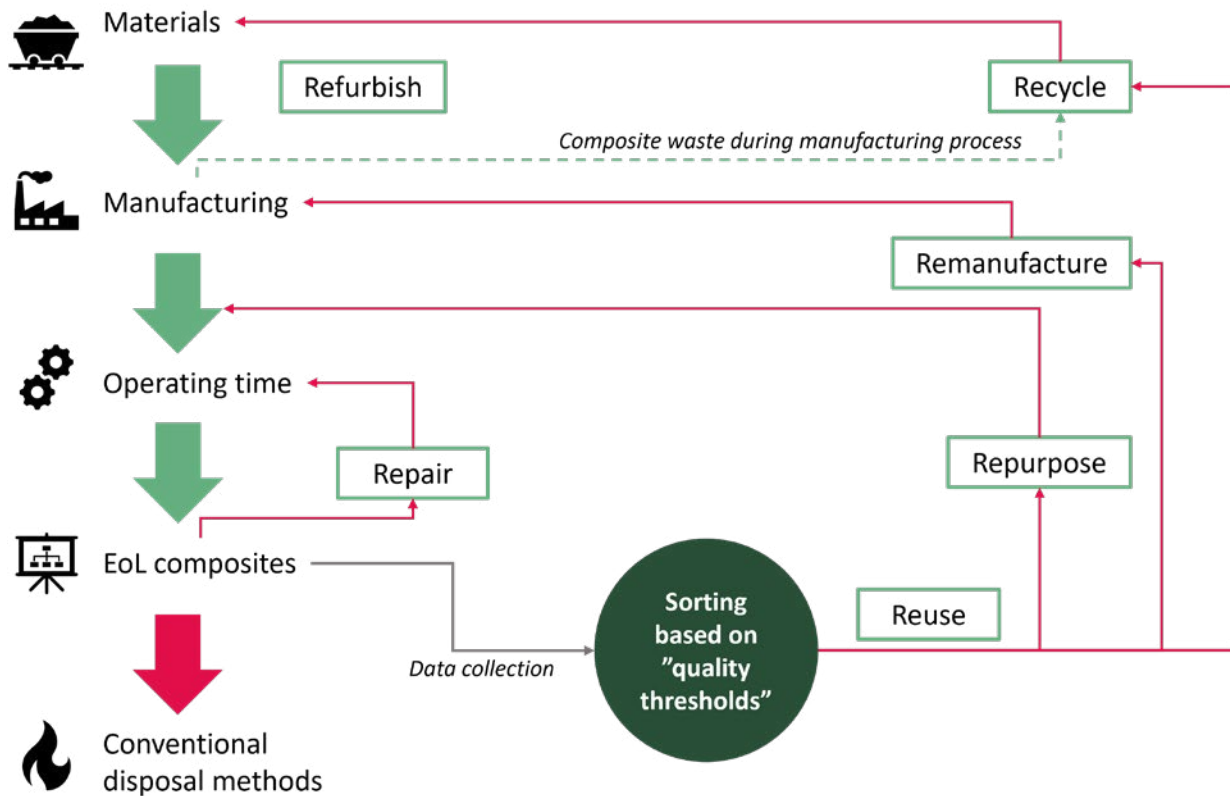 Materials
Refurbish
Recycle
Composite waste during manufacturing process
Manufacturing
Remanufacture
Operating time
Repair
Repurpose
EoL composites
Data collection
Sorting
based on
”quality
thresholds”
Reuse
Conventional
disposal methods